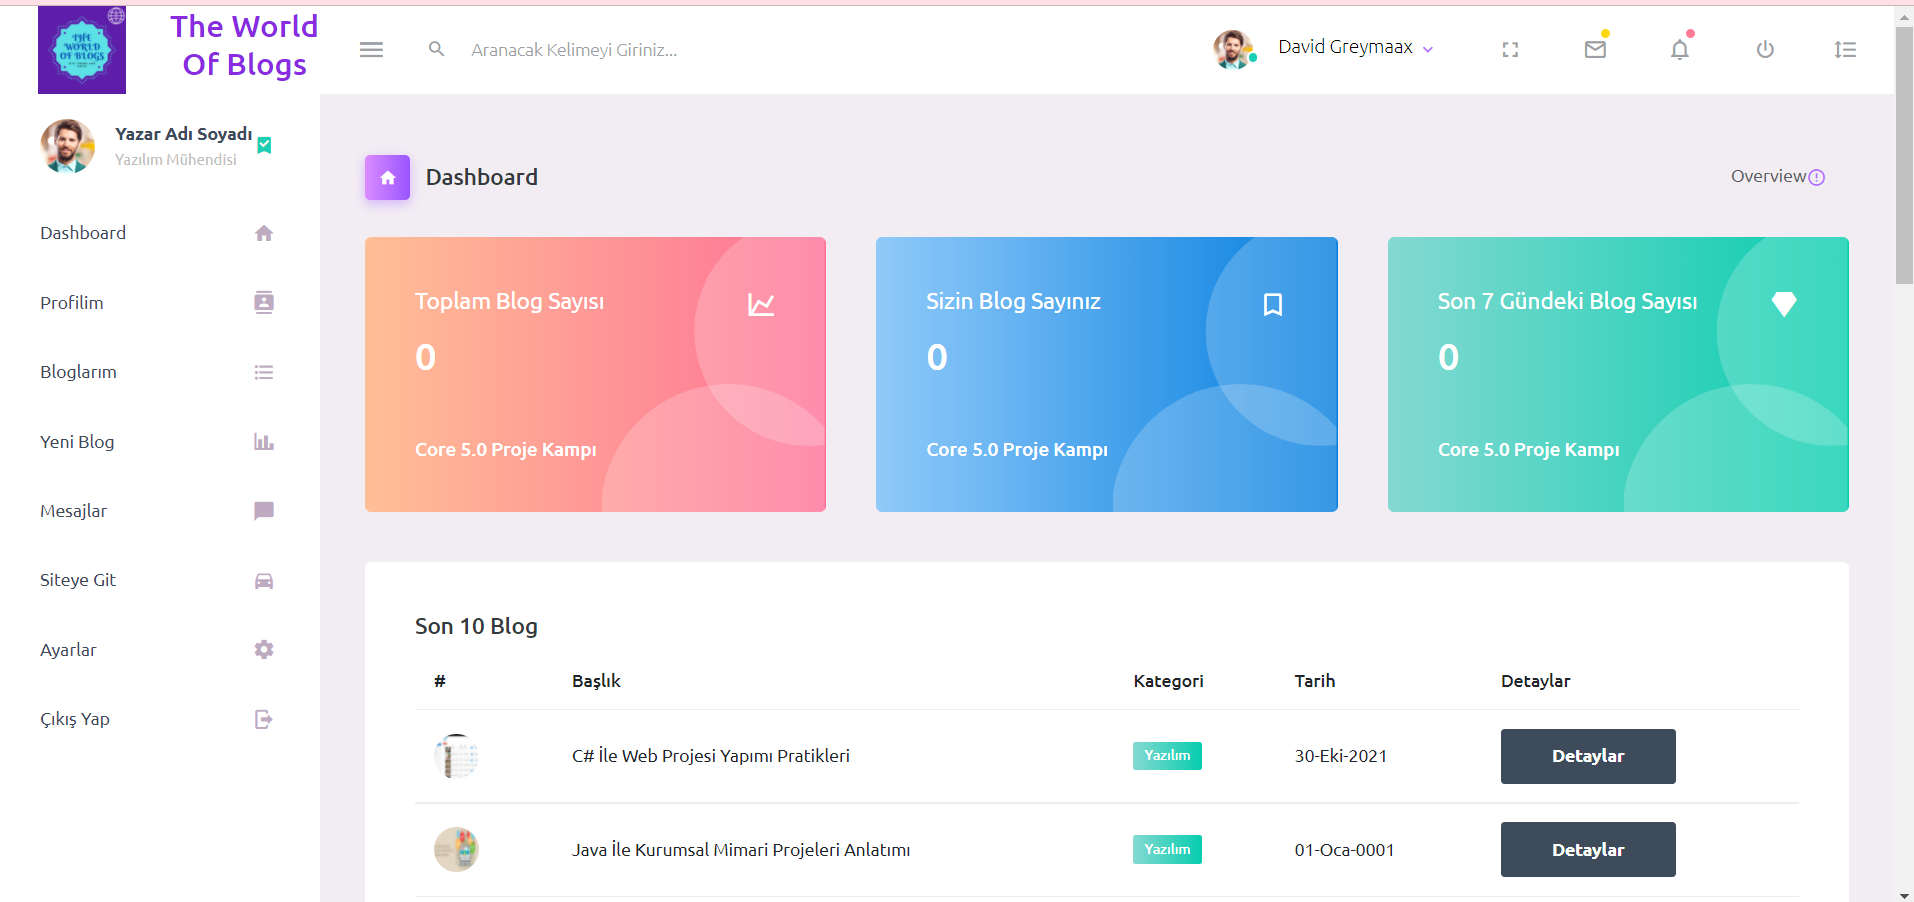 THE
WORLD
OF BLOGS
The World
Of Blogs
Aranacak Kelimeyi Giriniz...
David Greymaax
Yazar Adı Soyadı
Yazılım Mühendisi
Dashboard
Profilim
Bloglarım
Yeni Blog
Mesajlar
Siteye Git
Ayarlar
Çıkış Yap
Dashboard
Overview
Toplam Blog Sayısı
0
Core 5.0 Proje Kampı
Sizin Blog Sayınız
0
Core 5.0 Proje Kampı
Son 7 Gündeki Blog Sayısı
0
Core 5.0 Proje Kampı
Son 10 Blog
# Başlık Kategori Tarih Detaylar
C# İle Web Projesi Yapımı Pratikleri Yazılım 30-Eki-2021 Detaylar
Java İle Kurumsal Mimari Projeleri Anlatımı Yazılım 01-Oca-0001 Detaylar